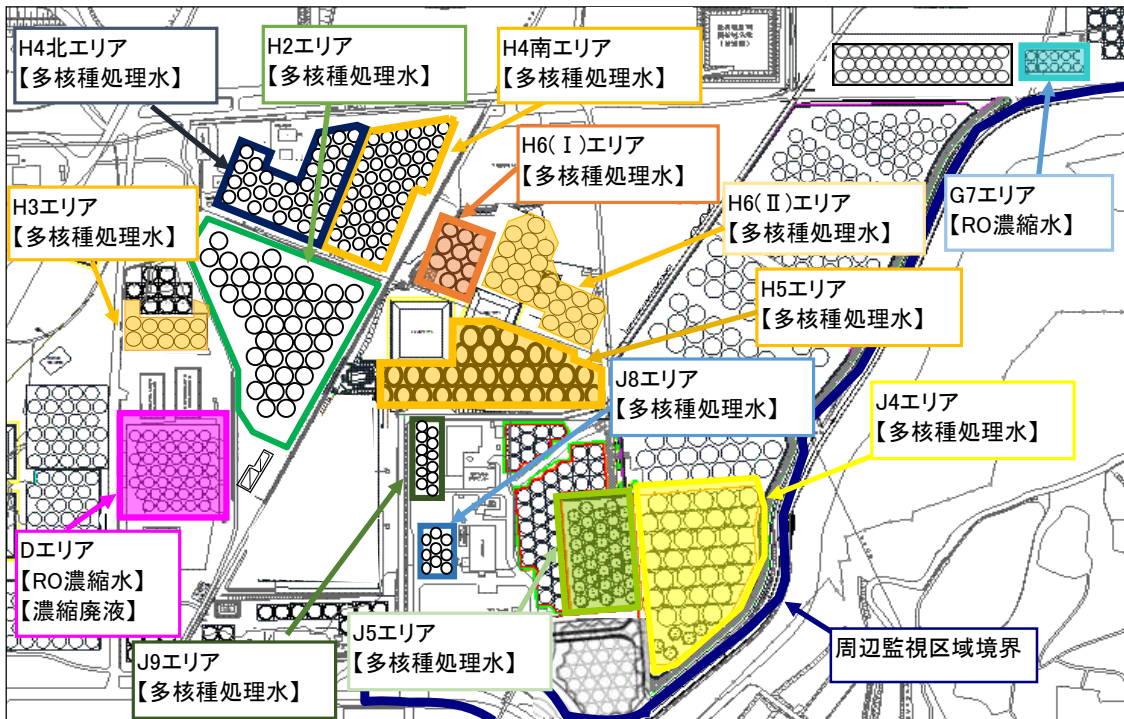 H4北エリア
【多核種処理水】
H2エリア
【多核種処理水】
H4南エリア
【多核種処理水】
H6(Ⅰ)エリア
【多核種処理水】
G7エリア
【RO濃縮水】
H3エリア
【多核種処理水】
H6(Ⅱ)エリア
【多核種処理水】
H5エリア
【多核種処理水】
J8エリア
【多核種処理水】
J4エリア
【多核種処理水】
Dエリア
【RO濃縮水】
【濃縮廃液】
J9エリア
【多核種処理水】
J5エリア
【多核種処理水】
周辺監視区域境界